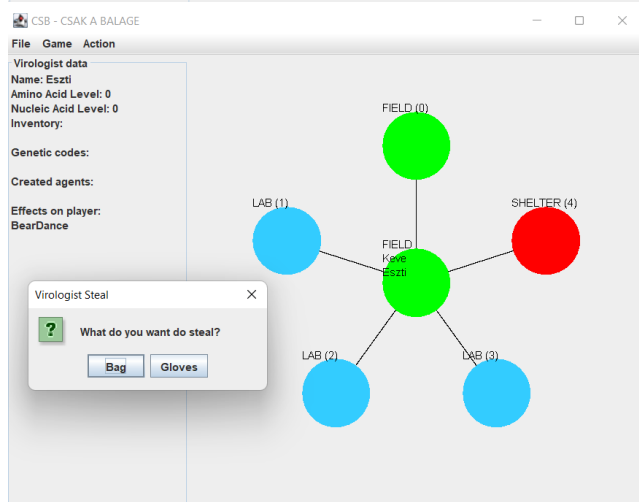 CSB - CSAK A BALAGE
File Game Action
Virologist data
Name: Eszti
Amino Acid Level: 0
Nucleic Acid Level: 0
Inventory:
Genetic codes:
Created agents:
Effects on player:
BearDance
FIELD (0)
LAB (1)
SHELTER (4)
FIELD
Keve
Eszti
LAB (2)
LAB (3)
Virologist Steal
?
What do you want do steal?
Bag Gloves